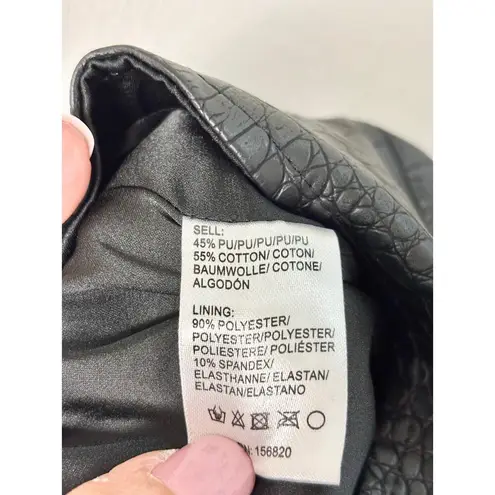 SELL:
45% PU/PU/PU/PU/PU
55% COTTON/ COTON/
BAUMWOLLE/ COTONE/
ALGODÓN
LINING:
90% POLYESTER/
POLYESTER/POLYESTER/
POLIESTERE/ POLIÉSTER
10% SPANDEX/
ELASTHANNE/ ELASTAN/
ELASTAN/ELASTANO
N: 156820